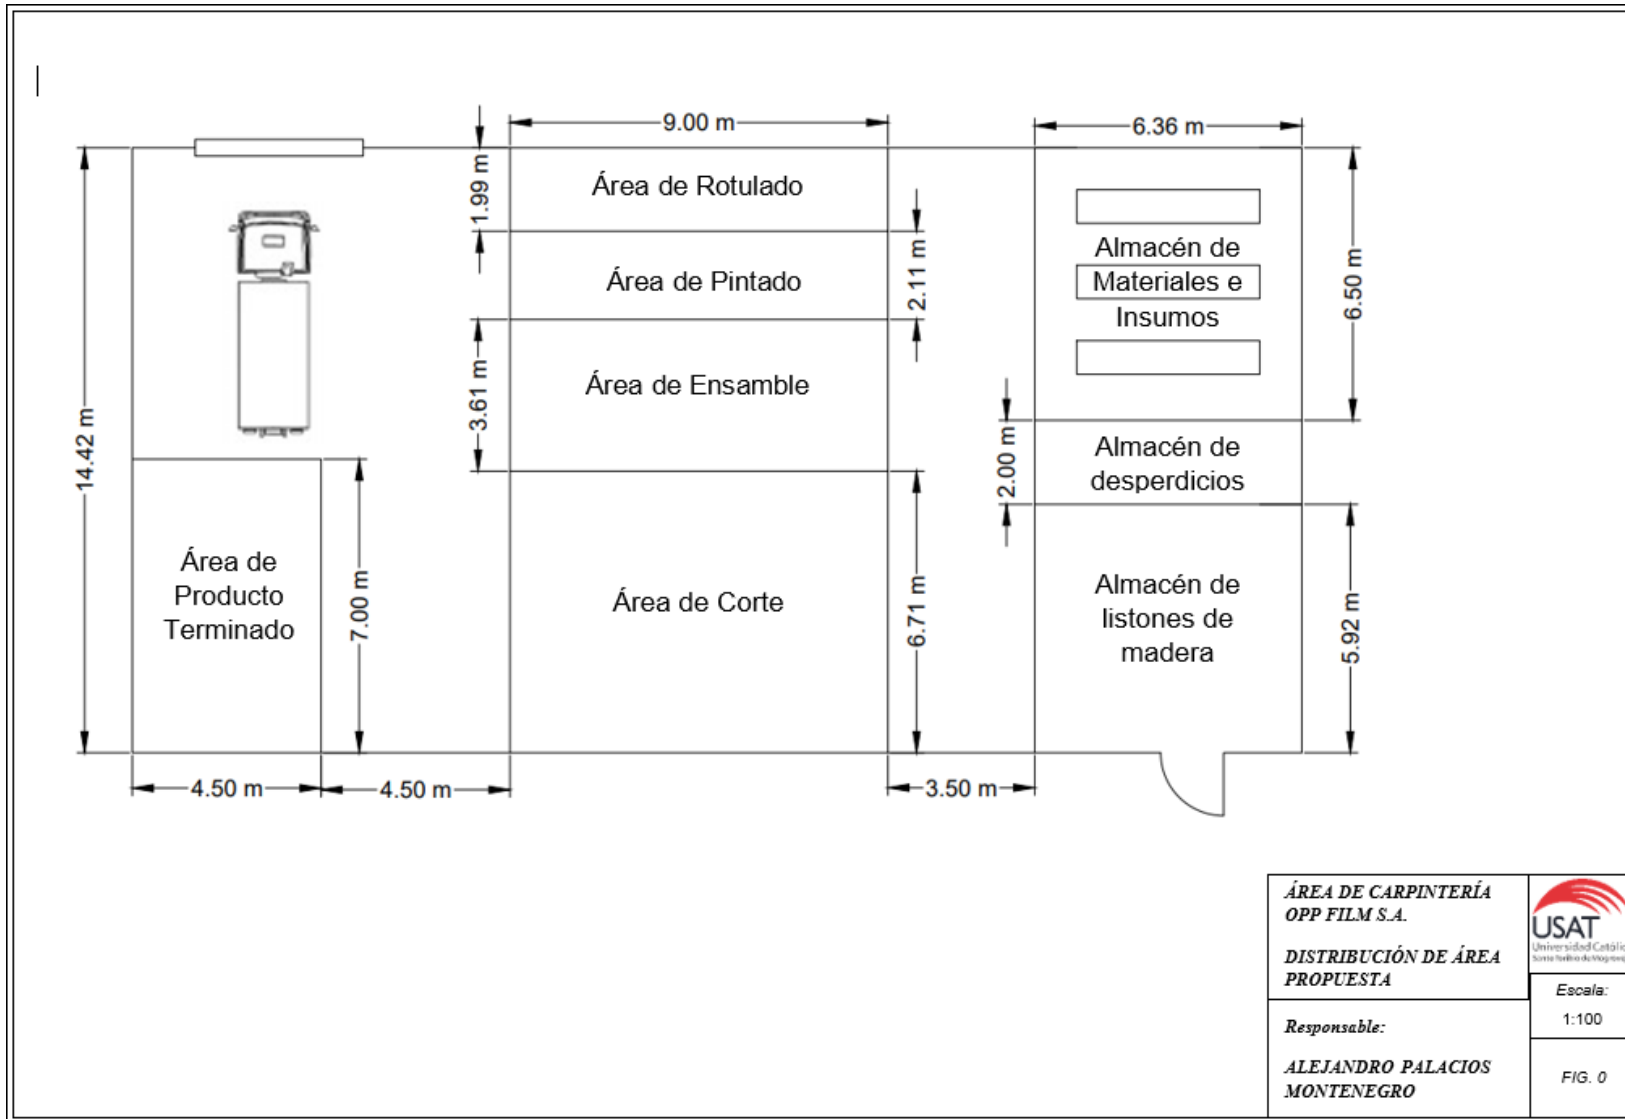 9.00 m
6.36 m
1.99 m
Área de Rotulado
2.11 m
Área de Pintado
3.61 m
Área de Ensamble
Almacén de
Materiales e
Insumos
6.50 m
14.42 m
2.00 m
Almacén de
desperdicios
Área de
Producto
Terminado
7.00 m
Área de Corte
6.71 m
Almacén de
listones de
madera
5.92 m
4.50 m
4.50 m
3.50 m
ÁREA DE CARPINTERÍA
OPP FILM S.A.
DISTRIBUCIÓN DE ÁREA
PROPUESTA
USAT
Responsable:
ALEJANDRO PALACIOS
MONTENEGRO
Escala:
1:100
FIG. 0